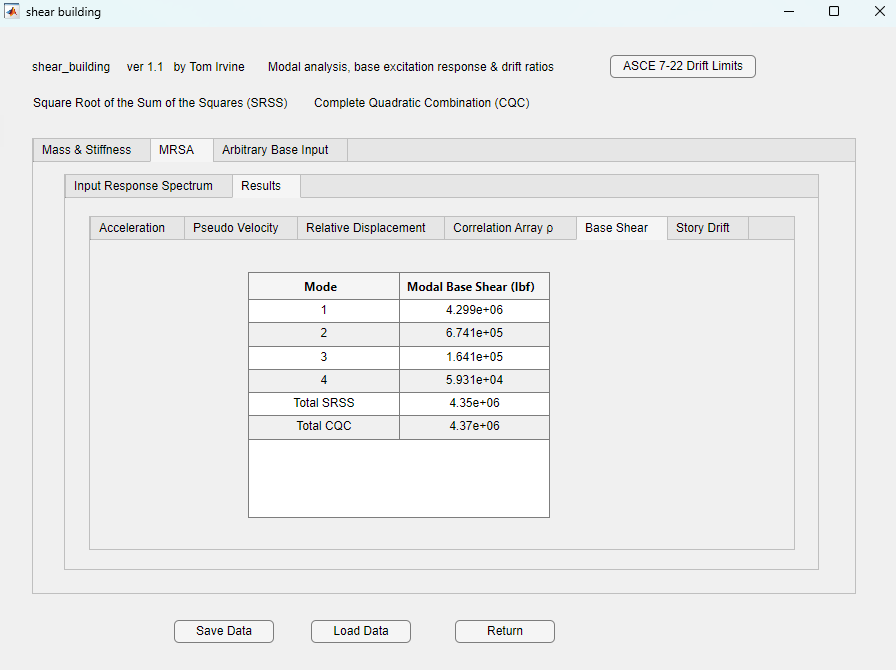 shear building
shear_building ver 1.1 by Tom Irvine Modal analysis, base excitation response & drift ratios ASCE 7-22 Drift Limits
Square Root of the Sum of the Squares (SRSS) Complete Quadratic Combination (CQC)
Mass & Stiffness MRSA Arbitrary Base Input
Input Response Spectrum Results
Acceleration Pseudo Velocity Relative Displacement Correlation Array ρ Base Shear Story Drift
Mode Modal Base Shear (lbf)
1 4.299e+06
2 6.741e+05
3 1.641e+05
4 5.931e+04
Total SRSS 4.35e+06
Total CQC 4.37e+06
Save Data Load Data Return